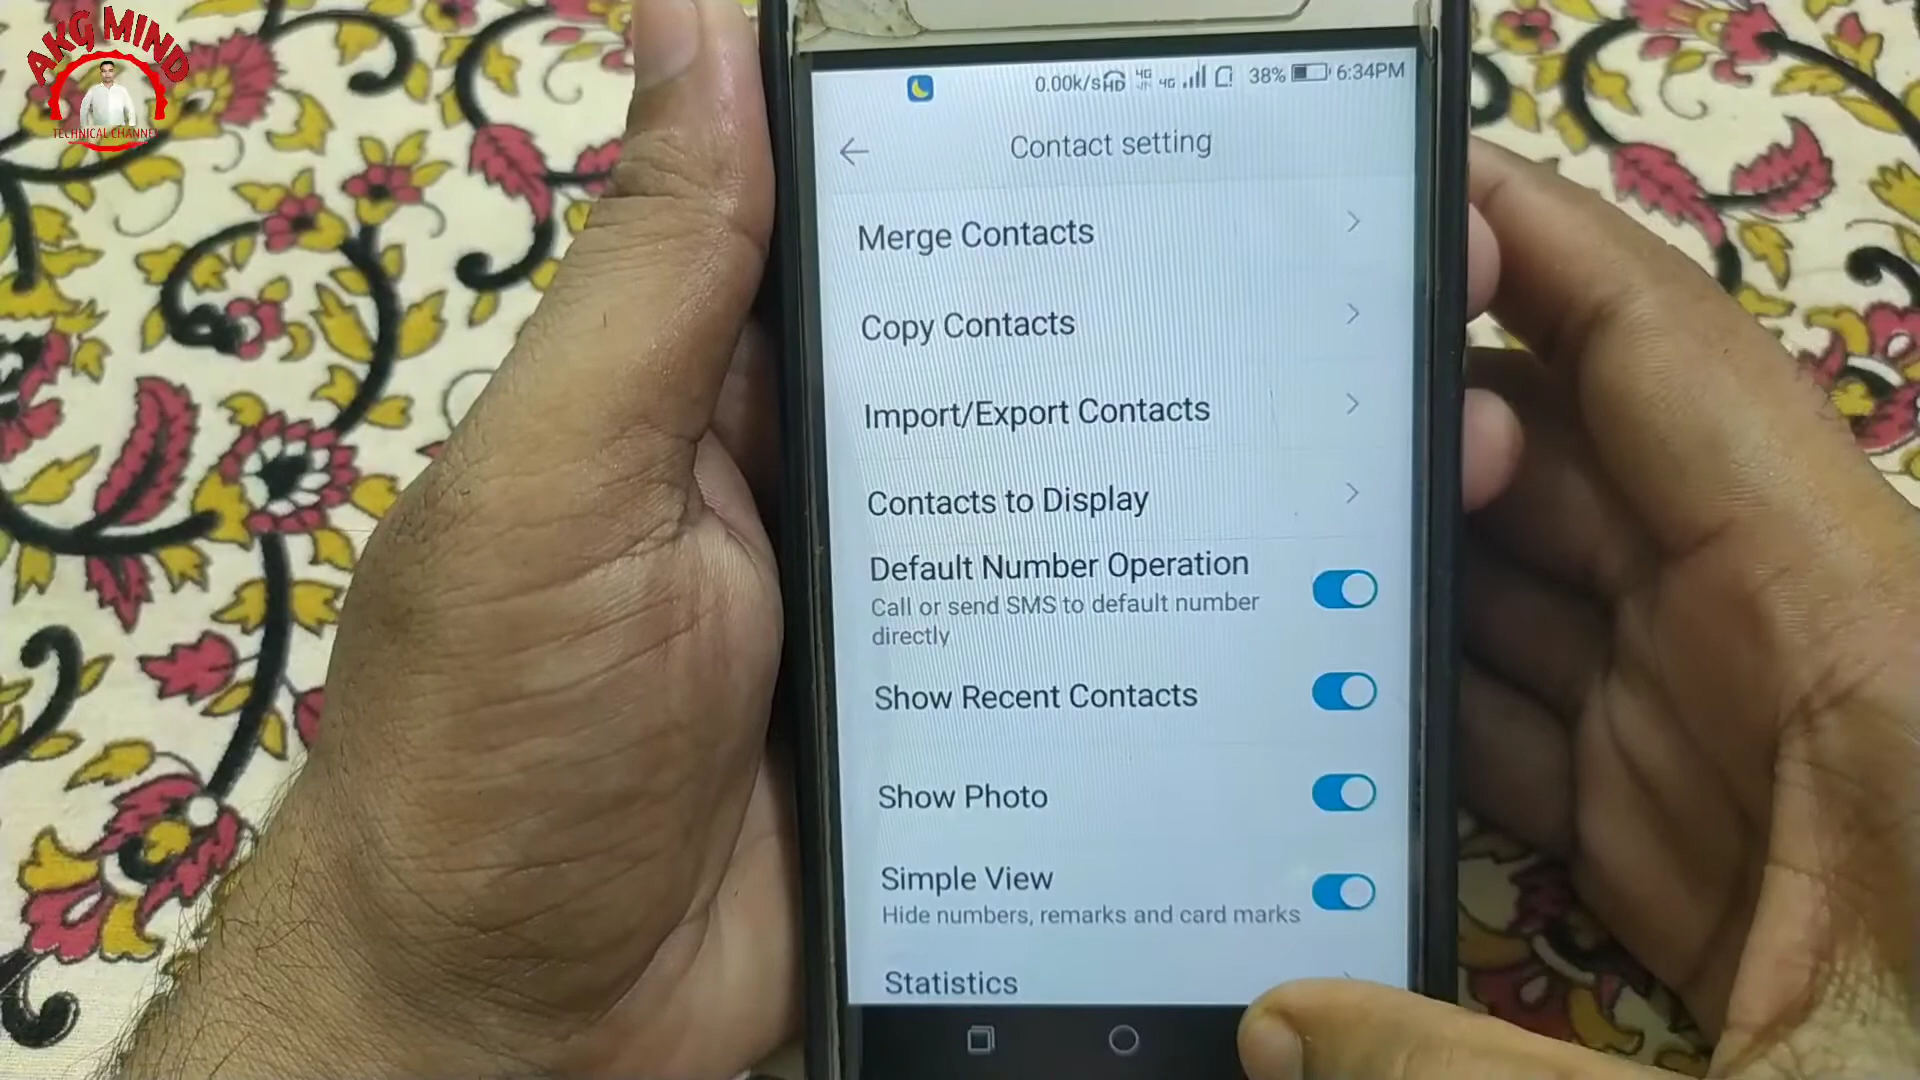 AKG MIND
TECHNICAL CHANNE
0.00k/s HD 4G 4G 38% 6:34PM
Contact setting
Merge Contacts
Copy Contacts
Import/Export Contacts
Contacts to Display
Default Number Operation
Call or send SMS to default number
directly
Show Recent Contacts
Show Photo
Simple View
Hide numbers, remarks and card marks
Statistics